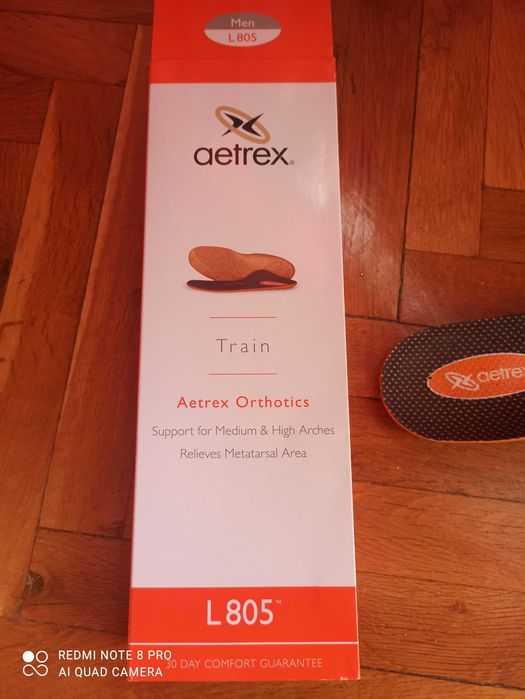 Men
L805
aetrex®
Train
Aetrex Orthotics
Support for Medium & High Arches
Relieves Metatarsal Area
L805™
30 DAY COMFORT GUARANTEE
aetrex
REDMI NOTE 8 PRO
AI QUAD CAMERA